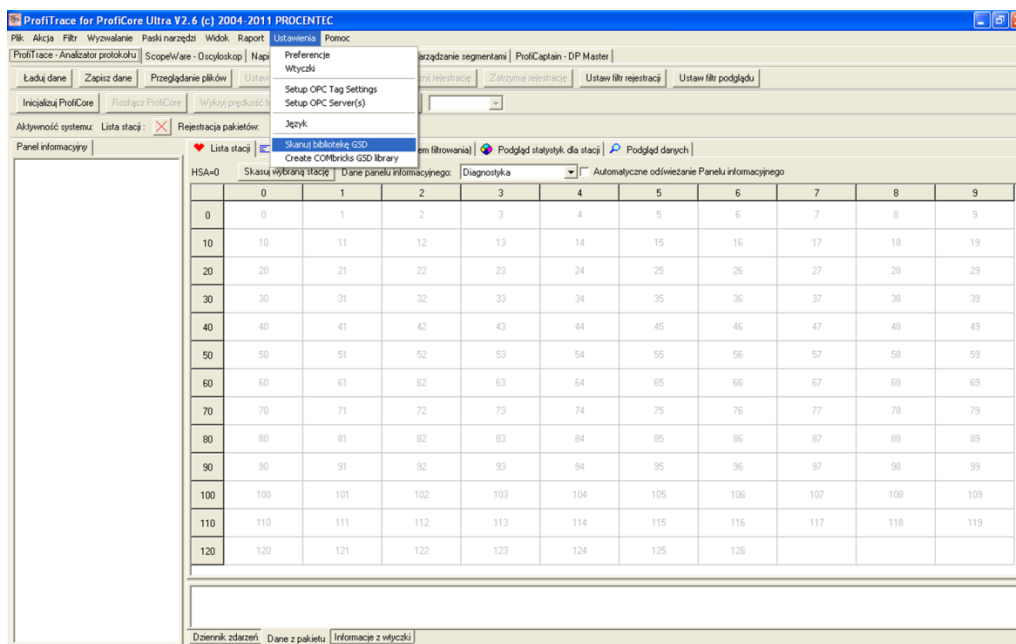 ProfiTrace for ProfiCore Ultra V2.6 (c) 2004-2011 PROCENTEC
Plik Akcja Filtr Wyzwalanie Paski narzędzi Widok Raport Ustawienia Pomoc
ProfiTrace - Analizator protokołu ScopeWare - Oscyloskop arządzanie segmentami ProfiCaptain - DP Master
Preferencje
Wtyczki
Setup OPC Tag Settings
Setup OPC Server(s)
Język
Skanuj bibliotekę GSD
Create COMbricks GSD library
Ładuj dane Zapisz dane Przeglądanie plików nij rejestrację Zatrzymaj rejestrację Ustaw filtr rejestracji Ustaw filtr podglądu
Inicjalizuj ProfiCore Rozłącz ProfiCore Wykryj prędkość
Aktywność systemu: Lista stacji: Rejestracja pakietów:
Panel informacyjny
Lista stacji em filtrowania] Podgląd statystyk dla stacji Podgląd danych
HSA=0 Skasuj wybraną stację Dane panelu informacyjnego: Diagnostyka Automatyczne odświeżanie Panelu informacyjnego
0 1 2 3 4 5 6 7 8 9
0 0 1 2 3 4 5 6 7 8 9
10 10 11 12 13 14 15 16 17 18 19
20 20 21 22 23 24 25 26 27 28 29
30 30 31 32 33 34 35 36 37 38 39
40 40 41 42 43 44 45 46 47 48 49
50 50 51 52 53 54 55 56 57 58 59
60 60 61 62 63 64 65 66 67 68 69
70 70 71 72 73 74 75 76 77 78 79
80 80 81 82 83 84 85 86 87 88 89
90 90 91 92 93 94 95 96 97 98 99
100 100 101 102 103 104 105 106 107 108 109
110 110 111 112 113 114 115 116 117 118 119
120 120 121 122 123 124 125 126
Dziennik zdarzeń Dane z pakietu Informacje z wtyczki